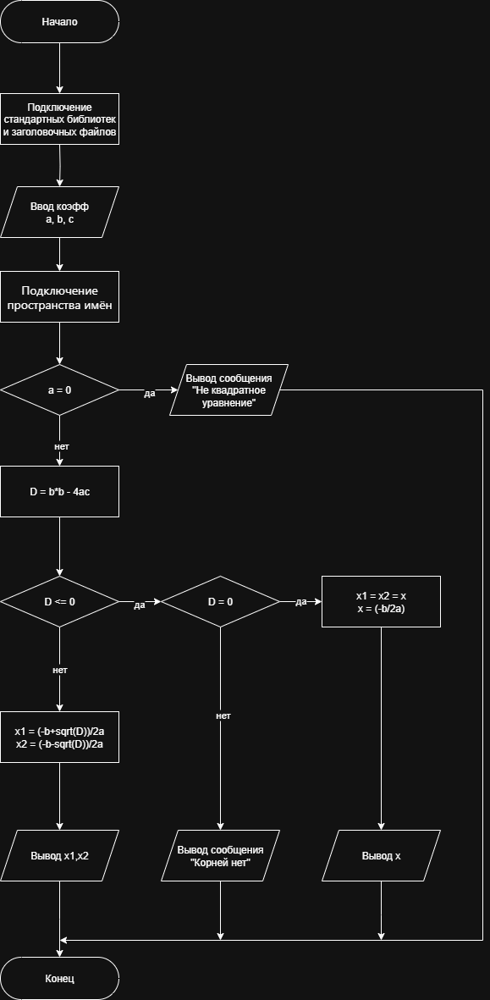 Начало
Подключение
стандартных библиотек
и заголовочных файлов
Ввод коэфф
a, b, c
Подключение
пространства имён
a = 0
да
Вывод сообщения
"Не квадратное
уравнение"
нет
D = b*b - 4ac
D <= 0
да
D = 0
да
x1 = x2 = x
x = (-b/2a)
нет
нет
x1 = (-b+sqrt(D))/2a
x2 = (-b-sqrt(D))/2a
Вывод x1,x2
Вывод сообщения
"Корней нет"
Вывод x
Конец